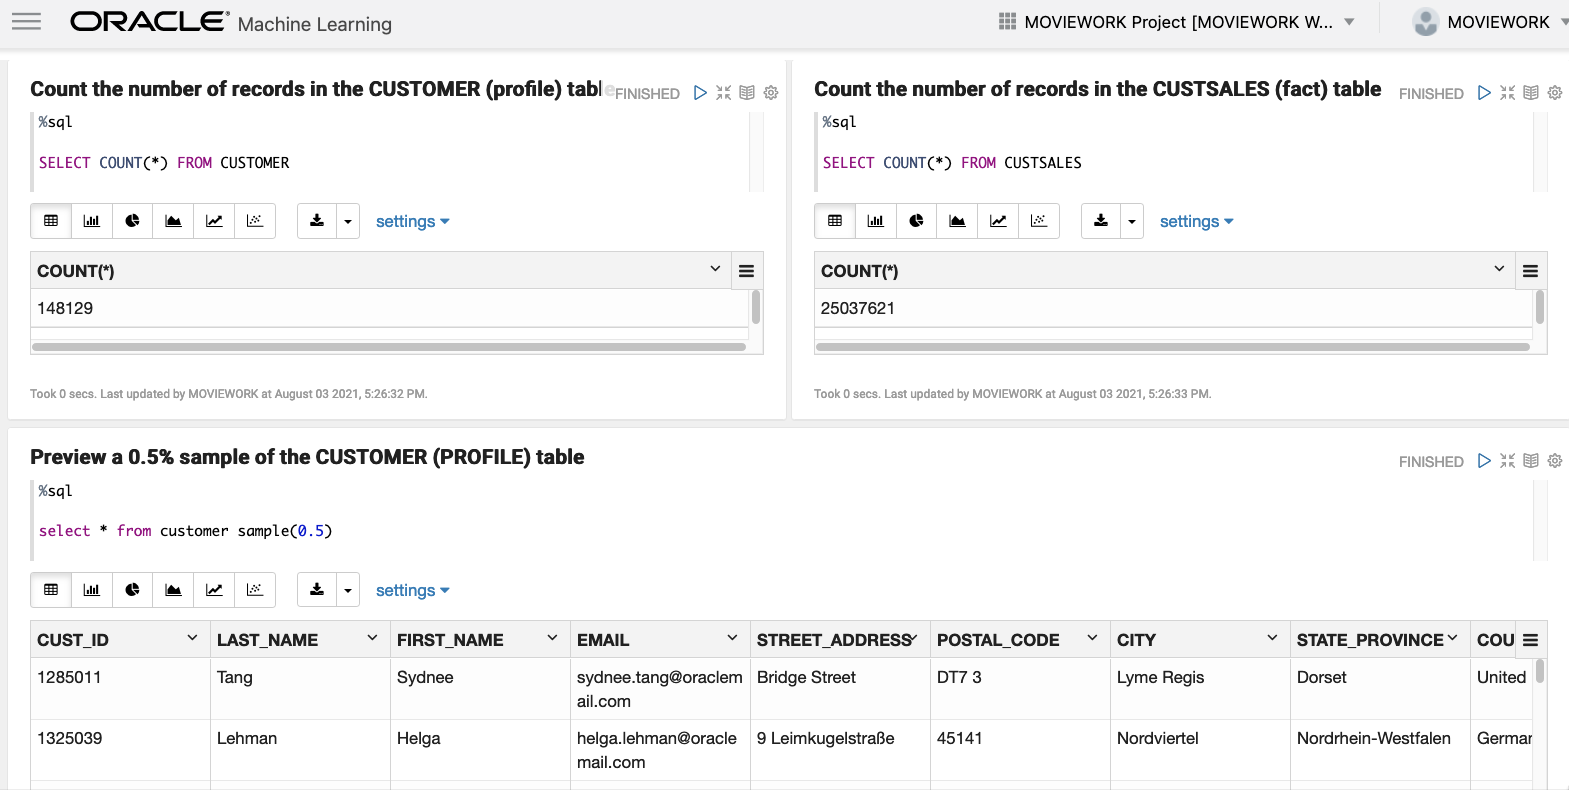 ORACLE® Machine Learning
MOVIEWORK Project [MOVIEWORK W...
MOVIEWORK
Count the number of records in the CUSTOMER (profile) table
FINISHED
%sql
SELECT COUNT(*) FROM CUSTOMER
settings
COUNT(*)
148129
Took 0 secs. Last updated by MOVIEWORK at August 03 2021, 5:26:32 PM.
Count the number of records in the CUSTSALES (fact) table
FINISHED
%sql
SELECT COUNT(*) FROM CUSTSALES
settings
COUNT(*)
25037621
Took 0 secs. Last updated by MOVIEWORK at August 03 2021, 5:26:33 PM.
Preview a 0.5% sample of the CUSTOMER (PROFILE) table
FINISHED
%sql
select * from customer sample(0.5)
settings
CUST_ID LAST_NAME FIRST_NAME EMAIL STREET_ADDRESS POSTAL_CODE CITY STATE_PROVINCE COU
1285011 Tang Sydnee sydnee.tang@oraclem Bridge Street DT7 3 Lyme Regis Dorset United
ail.com
1325039 Lehman Helga helga.lehman@oracle 9 Leimkugelstraße 45141 Nordviertel Nordrhein-Westfalen German
mail.com